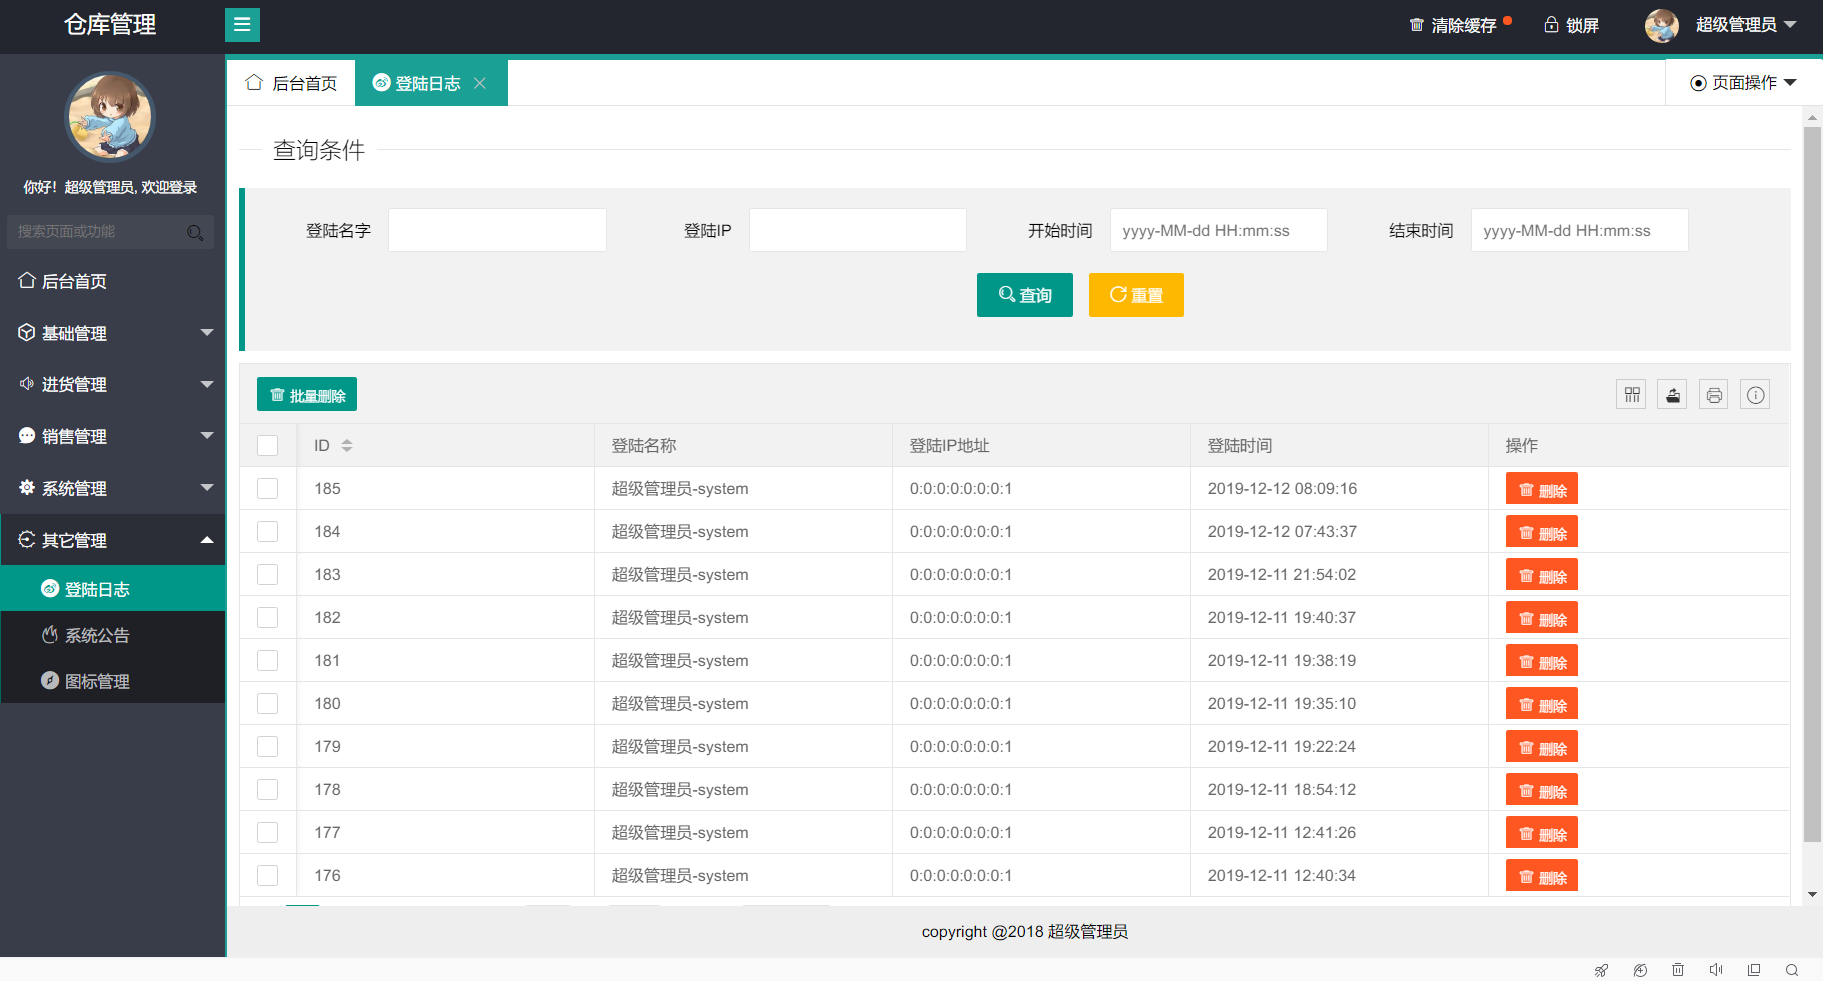 仓库管理
清除缓存
锁屏
超级管理员
后台首页
登陆日志
页面操作
你好！超级管理员, 欢迎登录
搜索页面或功能
后台首页
基础管理
进货管理
销售管理
系统管理
其它管理
登陆日志
系统公告
图标管理
查询条件
登陆名字
登陆IP
开始时间 yyyy-MM-dd HH:mm:ss
结束时间 yyyy-MM-dd HH:mm:ss
查询 重置
批量删除
ID 登陆名称 登陆IP地址 登陆时间 操作
185 超级管理员-system 0:0:0:0:0:0:0:1 2019-12-12 08:09:16 删除
184 超级管理员-system 0:0:0:0:0:0:0:1 2019-12-12 07:43:37 删除
183 超级管理员-system 0:0:0:0:0:0:0:1 2019-12-11 21:54:02 删除
182 超级管理员-system 0:0:0:0:0:0:0:1 2019-12-11 19:40:37 删除
181 超级管理员-system 0:0:0:0:0:0:0:1 2019-12-11 19:38:19 删除
180 超级管理员-system 0:0:0:0:0:0:0:1 2019-12-11 19:35:10 删除
179 超级管理员-system 0:0:0:0:0:0:0:1 2019-12-11 19:22:24 删除
178 超级管理员-system 0:0:0:0:0:0:0:1 2019-12-11 18:54:12 删除
177 超级管理员-system 0:0:0:0:0:0:0:1 2019-12-11 12:41:26 删除
176 超级管理员-system 0:0:0:0:0:0:0:1 2019-12-11 12:40:34 删除
copyright @2018 超级管理员